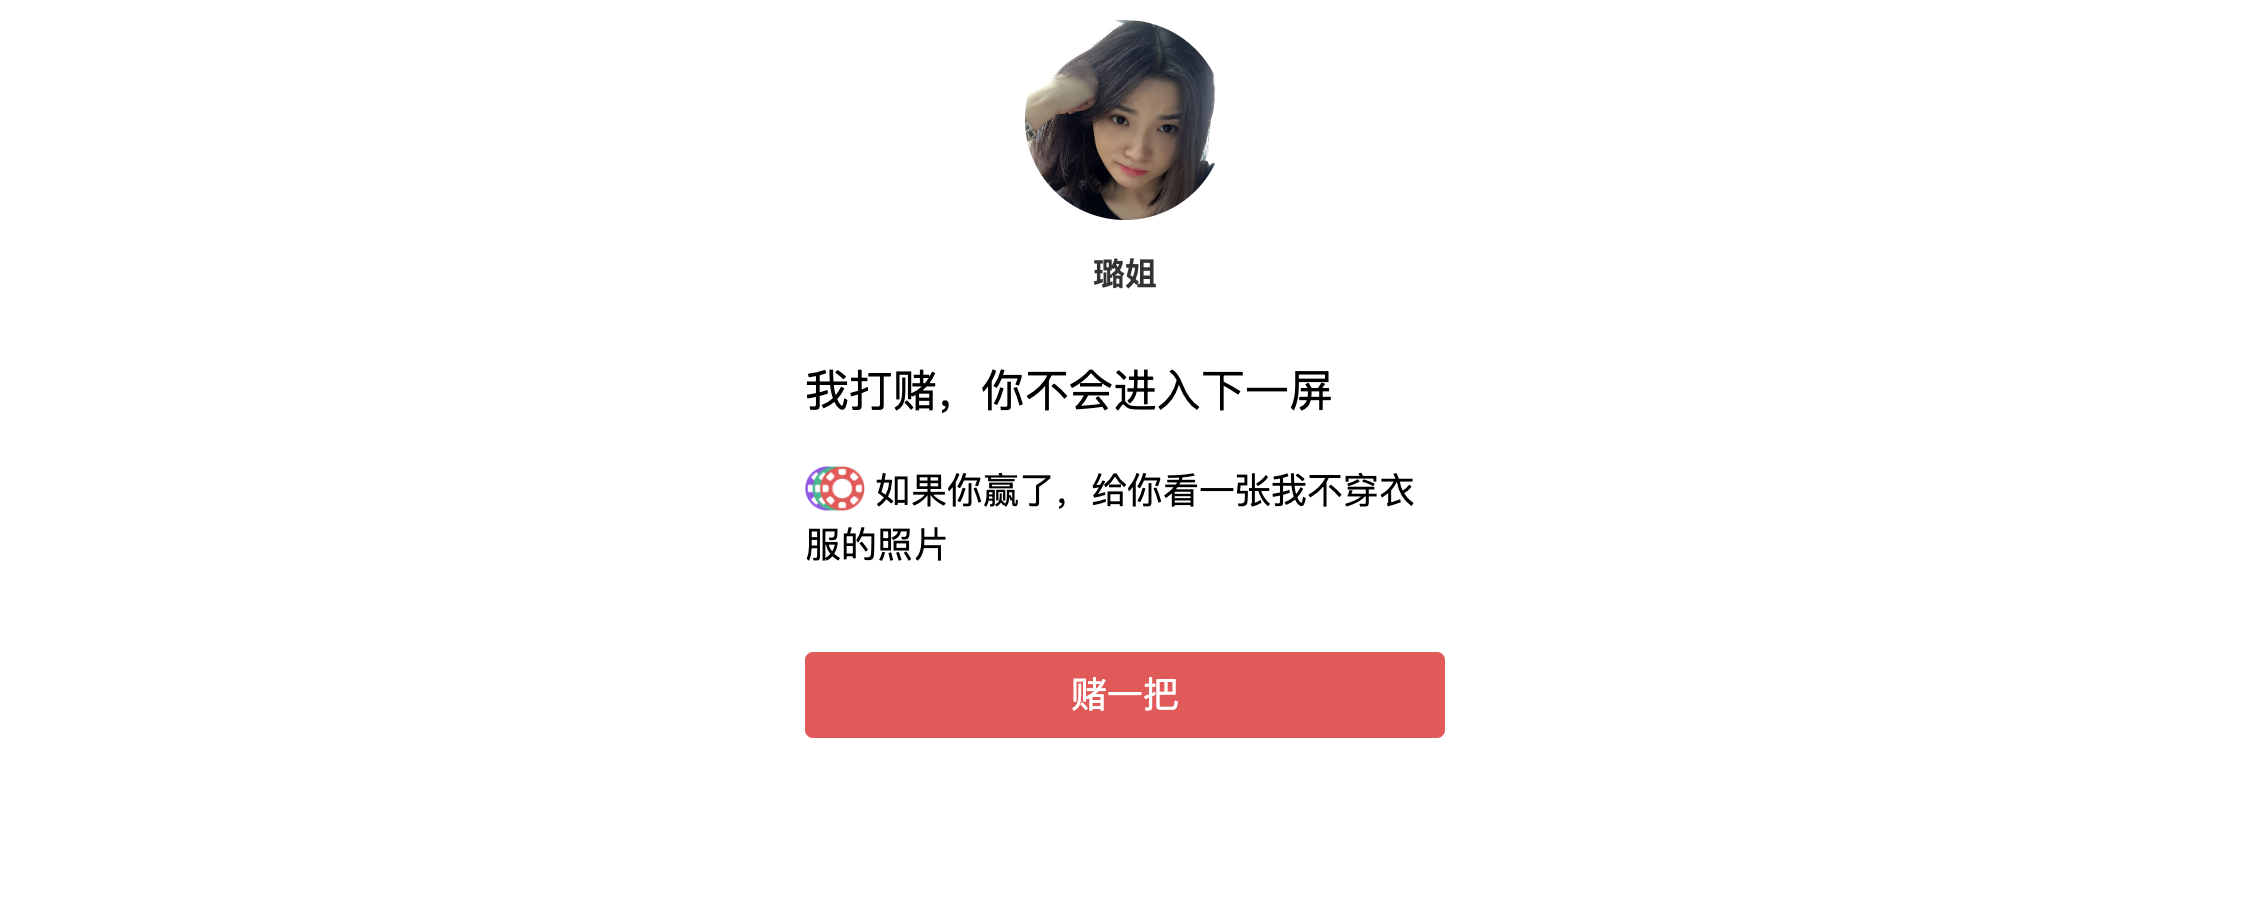 璐姐
我打赌，你不会进入下一屏
如果你赢了，给你看一张我不穿衣
服的照片
赌一把